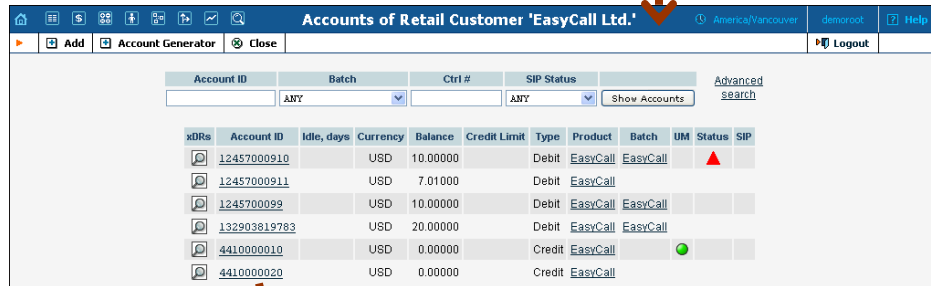 Accounts of Retail Customer 'EasyCall Ltd.' America/Vancouver demoroot ? Help
Add Account Generator Close Logout
Account ID Batch Ctrl # SIP Status
ANY ANY Show Accounts
Advanced
search
xDRs Account ID Idle, days Currency Balance Credit Limit Type Product Batch UM Status SIP
12457000910 USD 10.00000 Debit EasyCall EasyCall
12457000911 USD 7.01000 Debit EasyCall
1245700099 USD 10.00000 Debit EasyCall EasyCall
132903819783 USD 20.00000 Debit EasyCall EasyCall
4410000010 USD 0.00000 Credit EasyCall
4410000020 USD 0.00000 Credit EasyCall